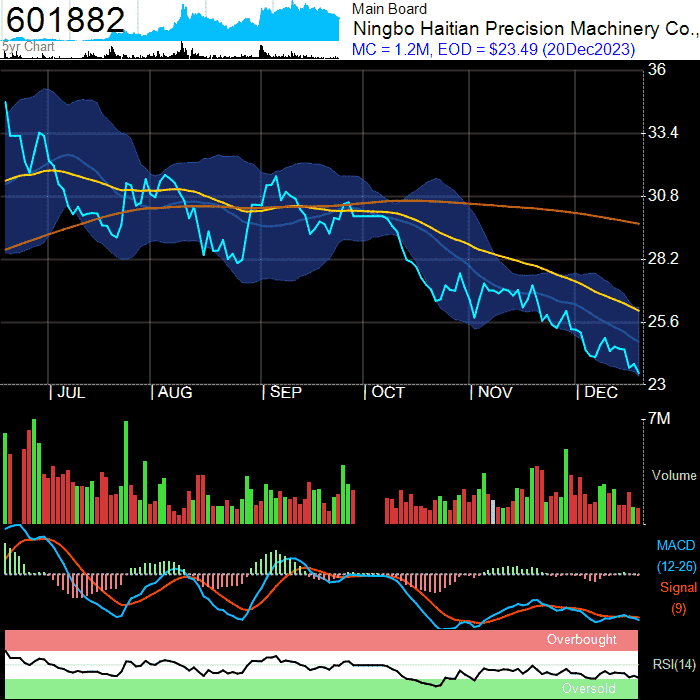 601882
5yr Chart
Main Board
Ningbo Haitian Precision Machinery Co.,
MC = 1.2M, EOD = $23.49 (20Dec2023)
36
33.4
30.8
28.2
25.6
23
| JUL | AUG | SEP | OCT | NOV | DEC
7M
Volume
MACD
(12-26)
Signal
(9)
Overbought
RSI(14)
Oversold